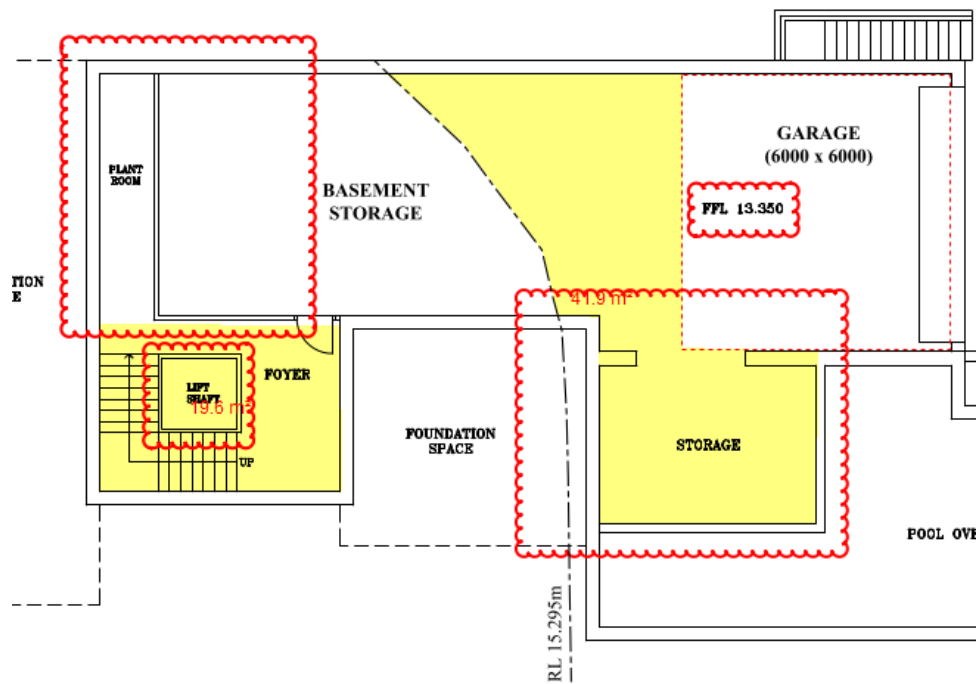 GARAGE
(6000 x 6000)
PLANT
ROOM
BASEMENT
STORAGE
FFL 13.350
TION
E
41.9 m²
FOYER
LIFT
SHAFT
19.6 m²
UP
FOUNDATION
SPACE
STORAGE
POOL OVE
RL 15.295m